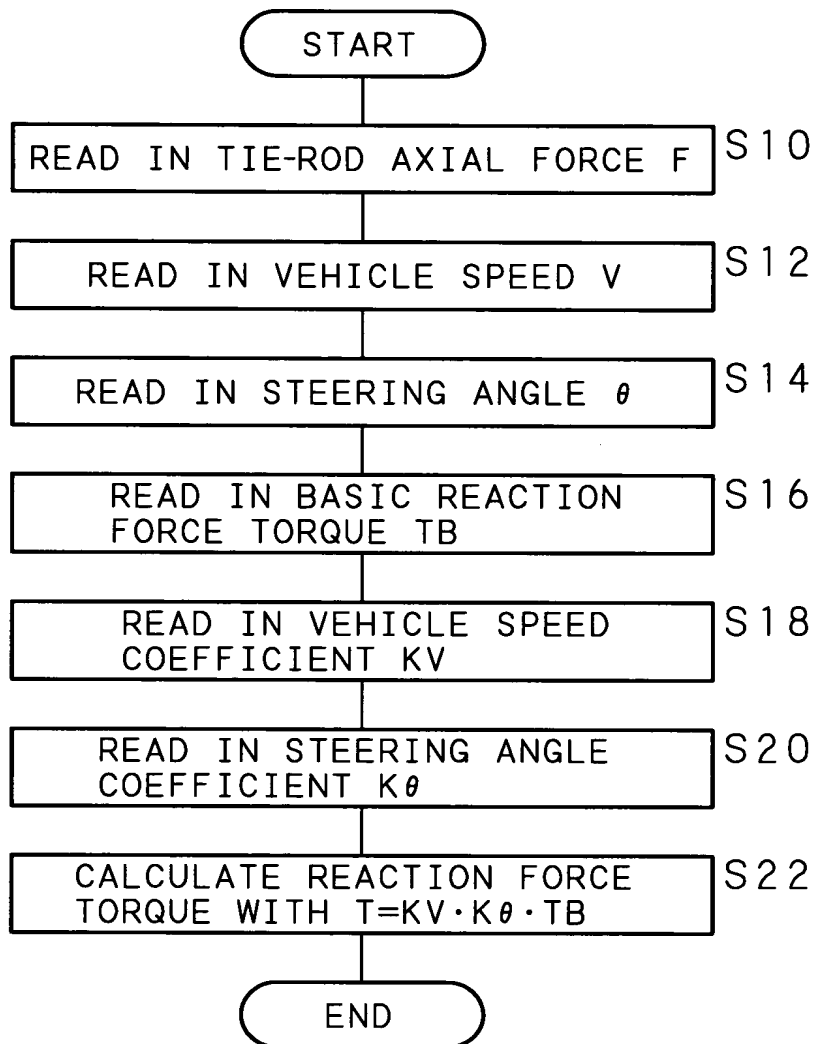 START
READ IN TIE-ROD AXIAL FORCE F
S10
READ IN VEHICLE SPEED V
S12
READ IN STEERING ANGLE θ
S14
READ IN BASIC REACTION
FORCE TORQUE TB
S16
READ IN VEHICLE SPEED
COEFFICIENT KV
S18
READ IN STEERING ANGLE
COEFFICIENT Kθ
S20
CALCULATE REACTION FORCE
TORQUE WITH T=KV·Kθ·TB
S22
END